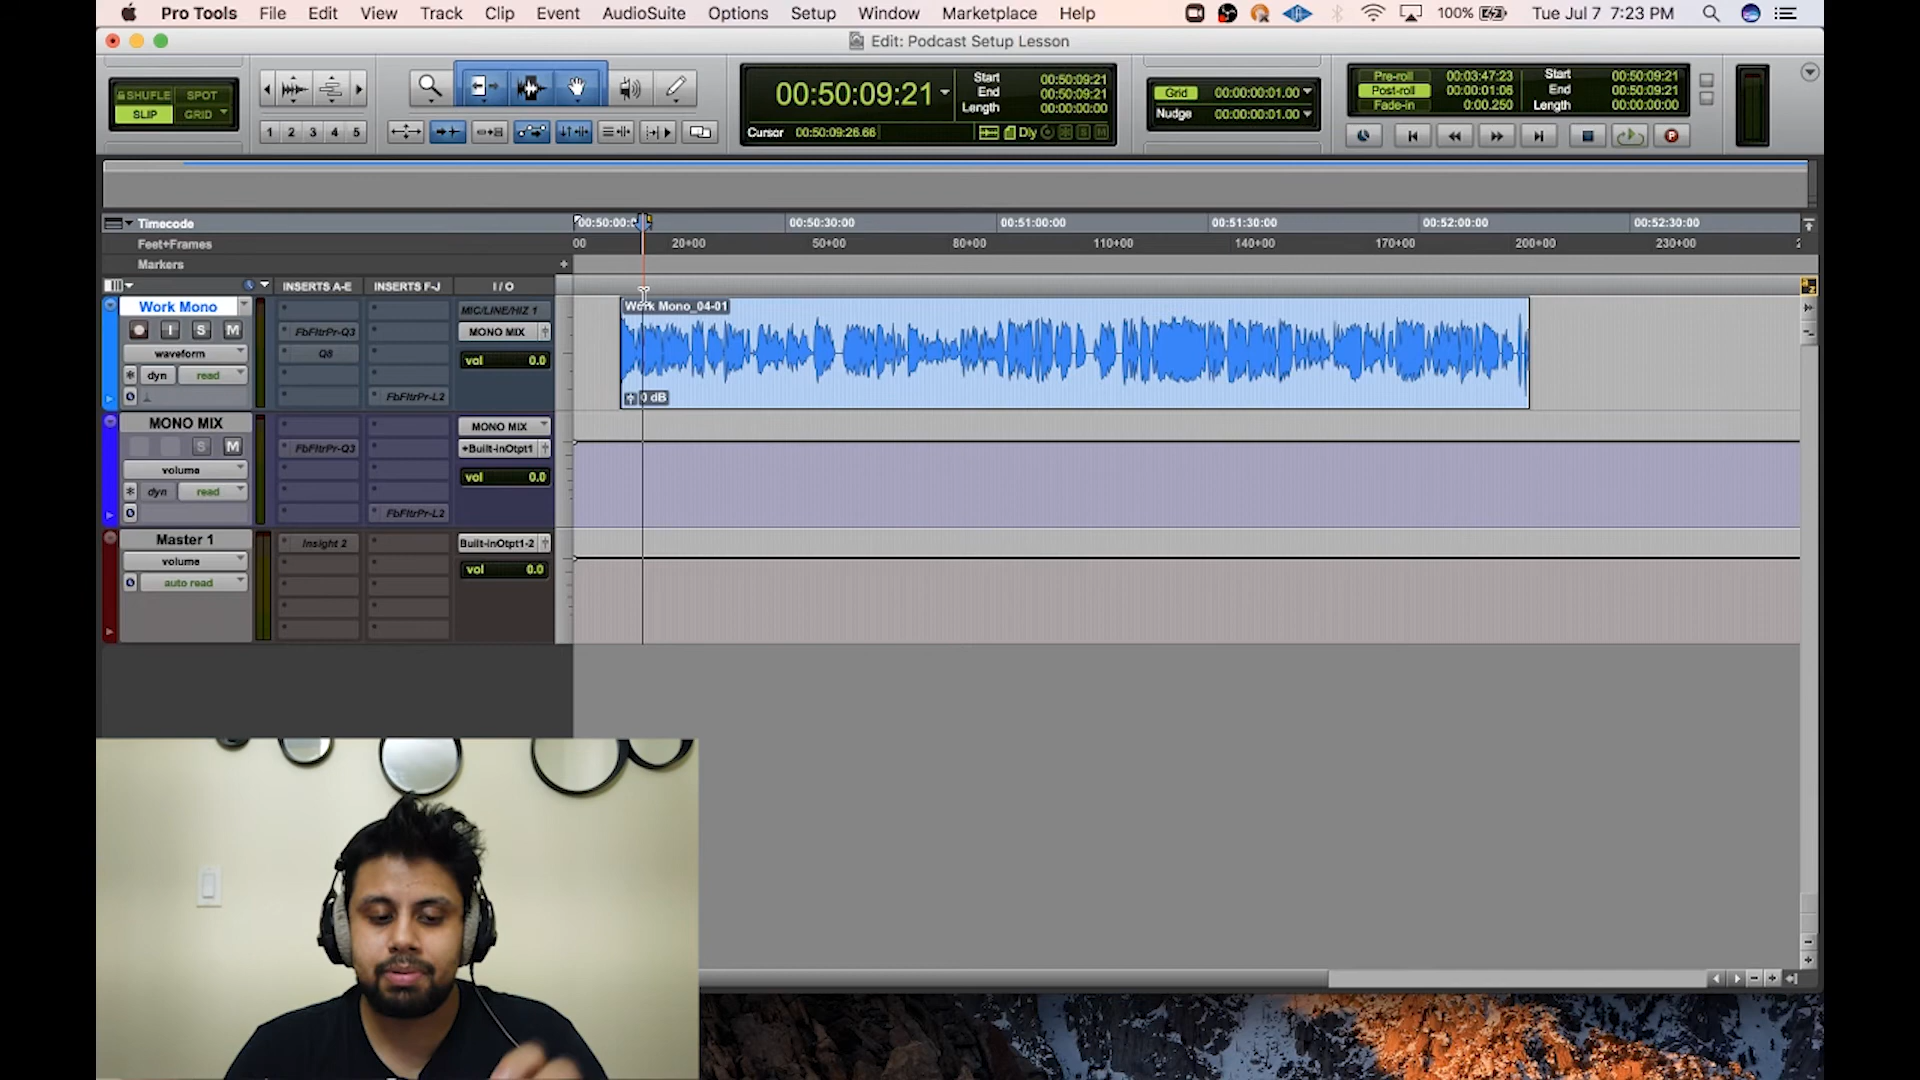 Pro Tools File Edit View Track Clip Event AudioSuite Options Setup Window Marketplace Help 100% Tue Jul 7 7:23 PM
Edit: Podcast Setup Lesson
SHUFFLE SPOT
SLIP GRID
1 2 3 4 5
00:50:09:21
Start 00:50:09:21
End 00:50:09:21
Length 00:00:00:00
Cursor 00:50:09:26.66 Dly S M
Grid 00:00:00:01.00
Nudge 00:00:00:01.00
Pre-roll 00:03:47:23 Start 00:50:09:21
Post-roll 00:00:01:06 End 00:50:09:21
Fade-in 0:00.250 Length 00:00:00:00
Timecode 00:50:00:0 00:50:30:00 00:51:00:00 00:51:30:00 00:52:00:00 00:52:30:00
Feet+Frames 00 20+00 50+00 80+00 110+00 140+00 170+00 200+00 230+00
Markers
INSERTS A-E INSERTS F-J I / O
Work Mono MIC/LINE/HIZ 1
I S M FbFltrPr-Q3 MONO MIX
waveform Q8 vol 0.0
dyn read
FbFltrPr-L2
Work Mono_04-01
0 dB
MONO MIX MONO MIX
S M FbFltrPr-Q3 +Built-inOtpt1
volume vol 0.0
dyn read
FbFltrPr-L2
Master 1 Insight 2 Built-inOtpt1-2
volume vol 0.0
auto read